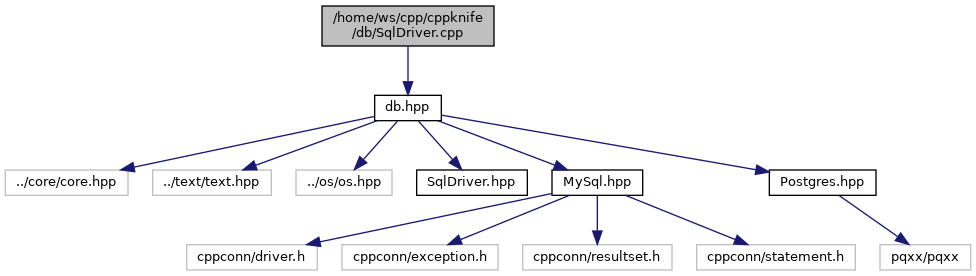 /home/ws/cpp/cppknife
/db/SqlDriver.cpp
db.hpp
../core/core.hpp
../text/text.hpp
../os/os.hpp
SqlDriver.hpp
MySql.hpp
Postgres.hpp
cppconn/driver.h
cppconn/exception.h
cppconn/resultset.h
cppconn/statement.h
pqxx/pqxx